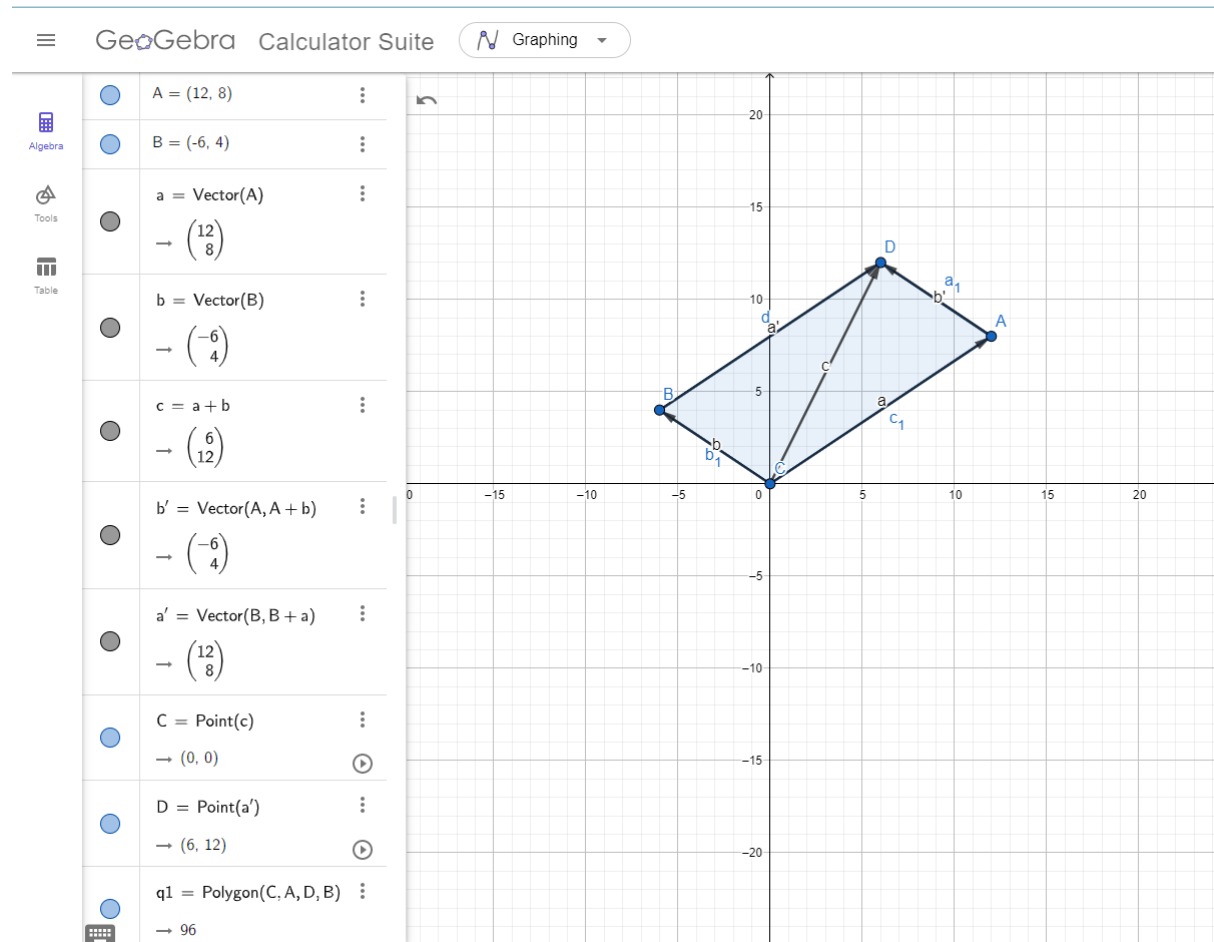 GeoGebra Calculator Suite Graphing
Algebra
Tools
Table
A = (12, 8)
B = (-6, 4)
a = Vector(A)
→ (12
8)
b = Vector(B)
→ (−6
4)
c = a + b
→ (6
12)
b′ = Vector(A, A + b)
→ (−6
4)
a′ = Vector(B, B + a)
→ (12
8)
C = Point(c)
→ (0, 0)
D = Point(a′)
→ (6, 12)
q1 = Polygon(C, A, D, B)
→ 96
20
15
D
a₁
10
b'
d
a'
A
c
5
B
a
c₁
b
b₁
C
0 −15 −10 −5 0 5 10 15 20
−5
−10
−15
−20